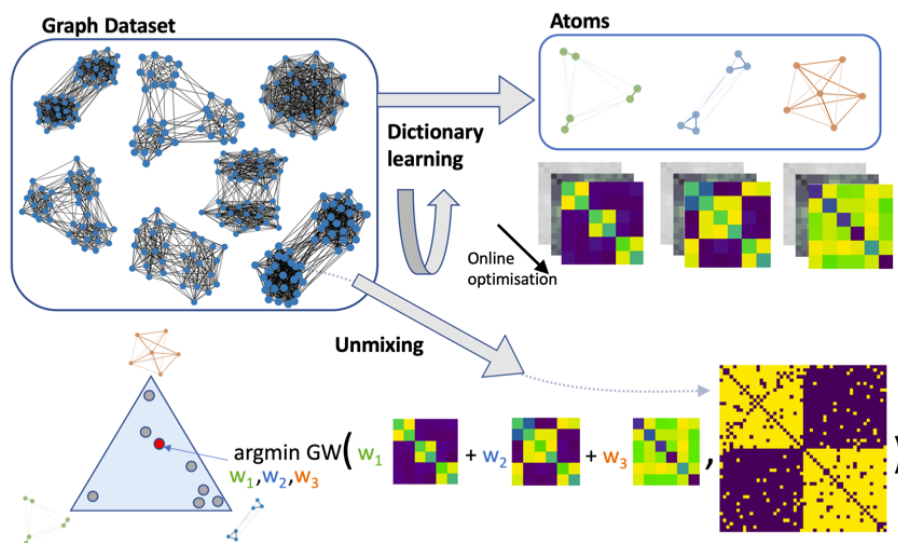 Graph Dataset
Atoms
Dictionary
learning
Online
optimisation
Unmixing
argmin GW( w1 + w2 + w3 , )
w1,w2,w3